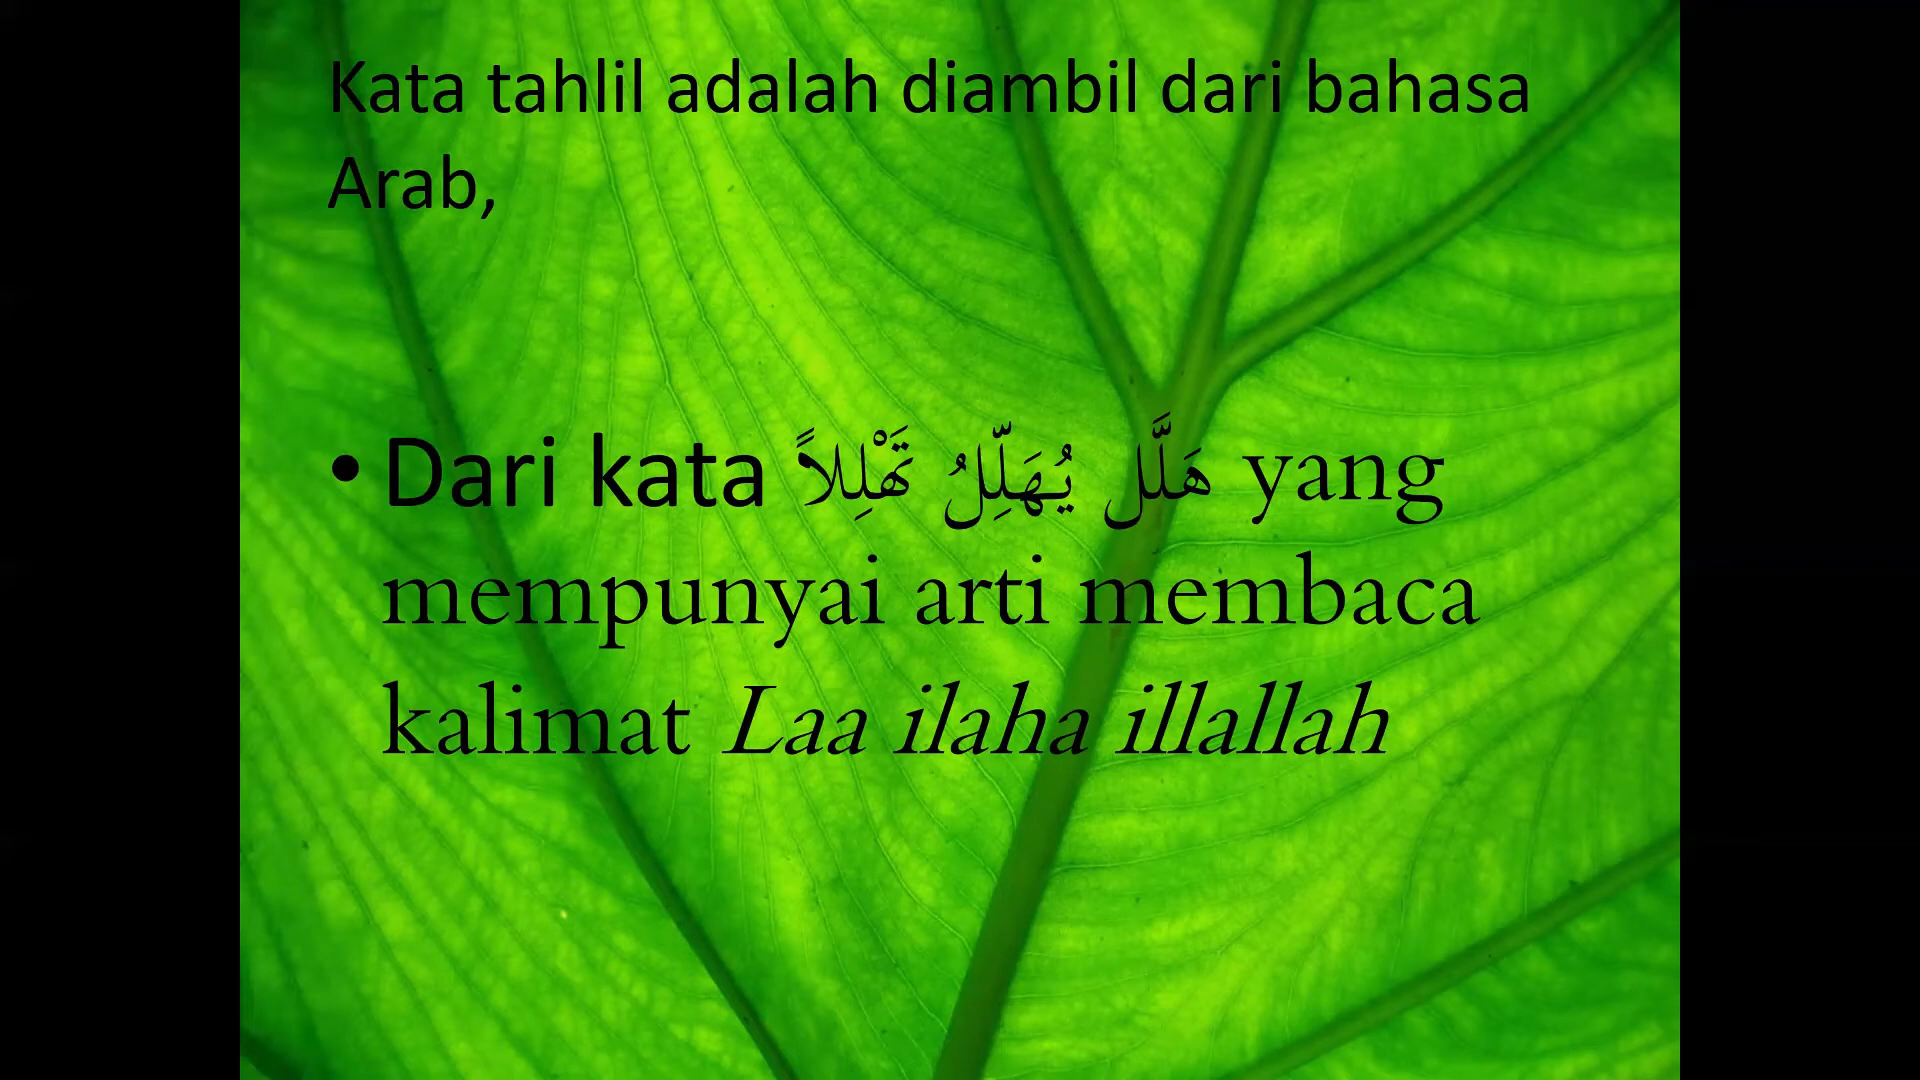 Kata tahlil adalah diambil dari bahasa
Arab,
• Dari kata هَلَّل يُهَلِّلُ تَهْلِلاً yang
mempunyai arti membaca
kalimat Laa ilaha illallah